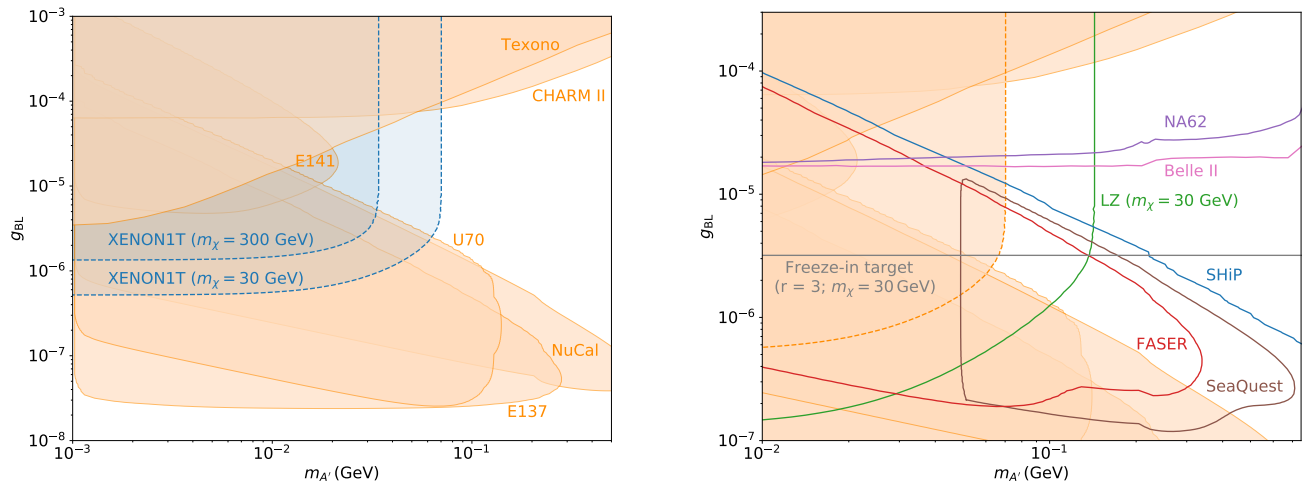 10⁻³
10⁻⁴
10⁻⁵
10⁻⁶
10⁻⁷
10⁻⁸
g_BL
Texono
CHARM II
E141
XENON1T (m_χ = 300 GeV)
U70
XENON1T (m_χ = 30 GeV)
NuCal
E137
10⁻³
10⁻²
10⁻¹
m_A′ (GeV)
10⁻⁴
10⁻⁵
10⁻⁶
10⁻⁷
g_BL
NA62
Belle II
LZ (m_χ = 30 GeV)
Freeze-in target
(r = 3; m_χ = 30 GeV)
SHiP
FASER
SeaQuest
10⁻²
10⁻¹
m_A′ (GeV)